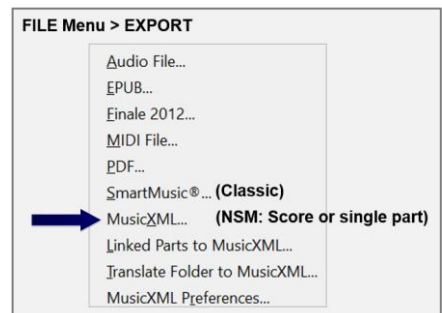 FILE Menu > EXPORT
Audio File...
EPUB...
Finale 2012...
MIDI File...
PDF...
SmartMusic®... (Classic)
MusicXML... (NSM: Score or single part)
Linked Parts to MusicXML...
Translate Folder to MusicXML...
MusicXML Preferences...